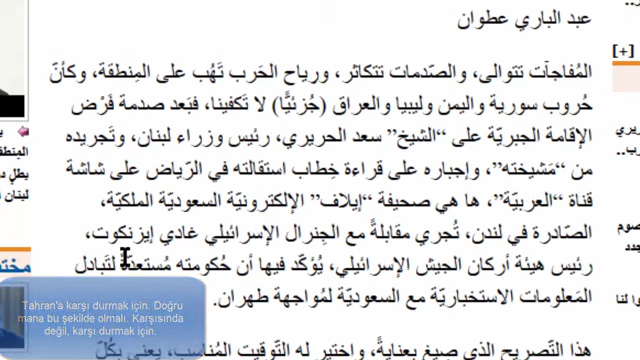 عبد الباري عطوان
[+]
المُفاجآت تتوالى، والصّدمات تتكاثر، ورياح الحَرب تَهُب على المِنطقة، وكأنّ
حُروب سورية واليمن وليبيا والعراق (جُزئيًّا) لا تَكفينا، فبَعد صدمة فَرْض
الإقامة الجبريّة على “الشيخ” سعد الحريري، رئيس وزراء لبنان، وتَجريده
من “مَشيخته”، وإجباره على قراءة خِطاب استقالته في الرّياض على شاشة
قناة “العربيّة”، ها هي صحيفة “إيلاف” الإلكترونيّة السعوديّة الملكيّة،
الصّادرة في لندن، تُجري مقابلةً مع الجِنرال الإسرائيلي غادي إيزنكوت،
رئيس هيئة أركان الجيش الإسرائيلي، يُؤكّد فيها أن حُكومته مُستعدّة لتَبادل
المَعلومات الاستخباريّة مع السعوديّة لمُواجهة طهران.
هذا التّصريح الذي صِيغ بعنايةٍ، واختير له التّوقيت المُناسب، يعني بكُلِّ
Tahran'a karşı durmak için. Doğru
mana bu şekilde olmalı. Karşısında
değil, karşı durmak için.